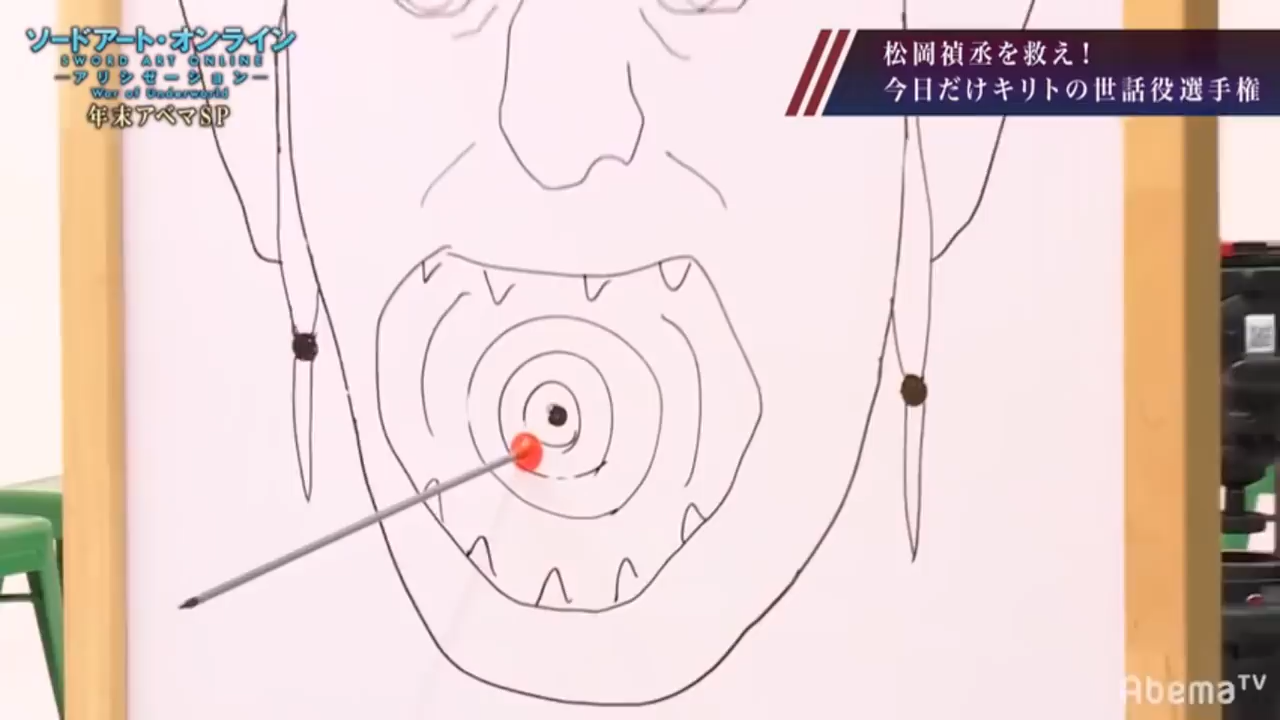 ソードアート・オンライン
SWORD ART ONLINE
ーアリシゼーションー
War of Underworld
年末アベマSP
松岡禎丞を救え!
今日だけキリトの世話役選手権
AbemaTV